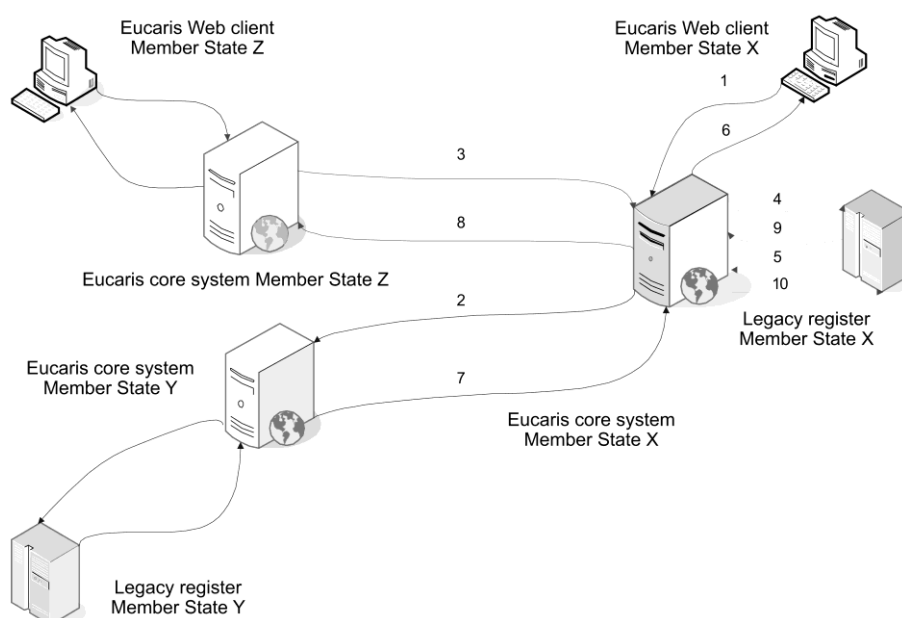 Eucaris Web client
Member State Z
Eucaris Web client
Member State X
1
6
3
4
8
9
5
10
Eucaris core system Member State Z
2
Legacy register
Member State X
Eucaris core system
Member State Y
7
Eucaris core system
Member State X
Legacy register
Member State Y